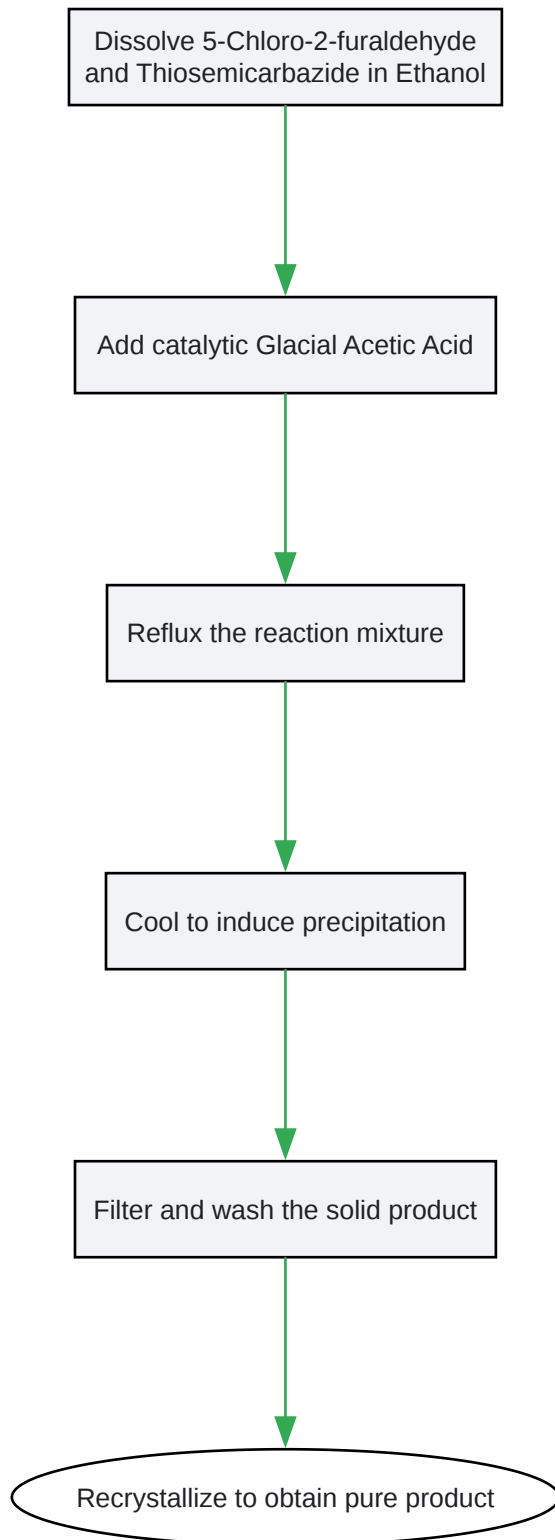 Dissolve 5-Chloro-2-furaldehyde
and Thiosemicarbazide in Ethanol
Add catalytic Glacial Acetic Acid
Reflux the reaction mixture
Cool to induce precipitation
Filter and wash the solid product
Recrystallize to obtain pure product